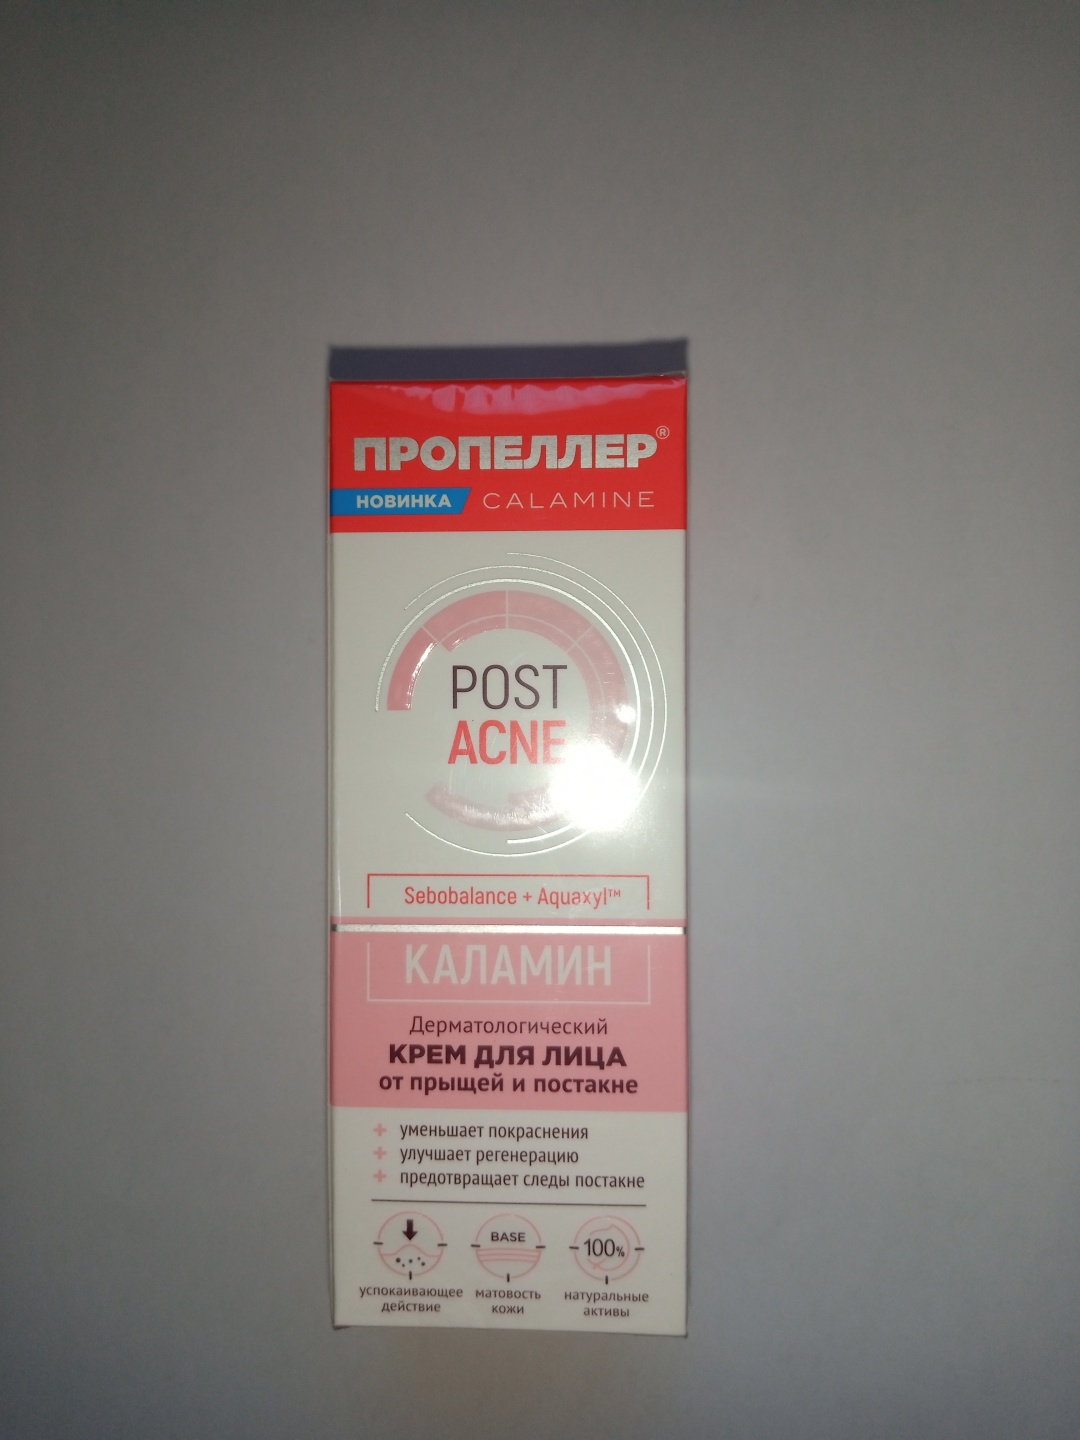 ПРОПЕЛЛЕР®
НОВИНКА CALAMINE
POST
ACNE
Sebobalance + Aquaxyl™
КАЛАМИН
Дерматологический
КРЕМ ДЛЯ ЛИЦА
от прыщей и постакне
+ уменьшает покраснения
+ улучшает регенерацию
+ предотвращает следы постакне
BASE
100%
успокаивающее
действие
матовость
кожи
натуральные
активы